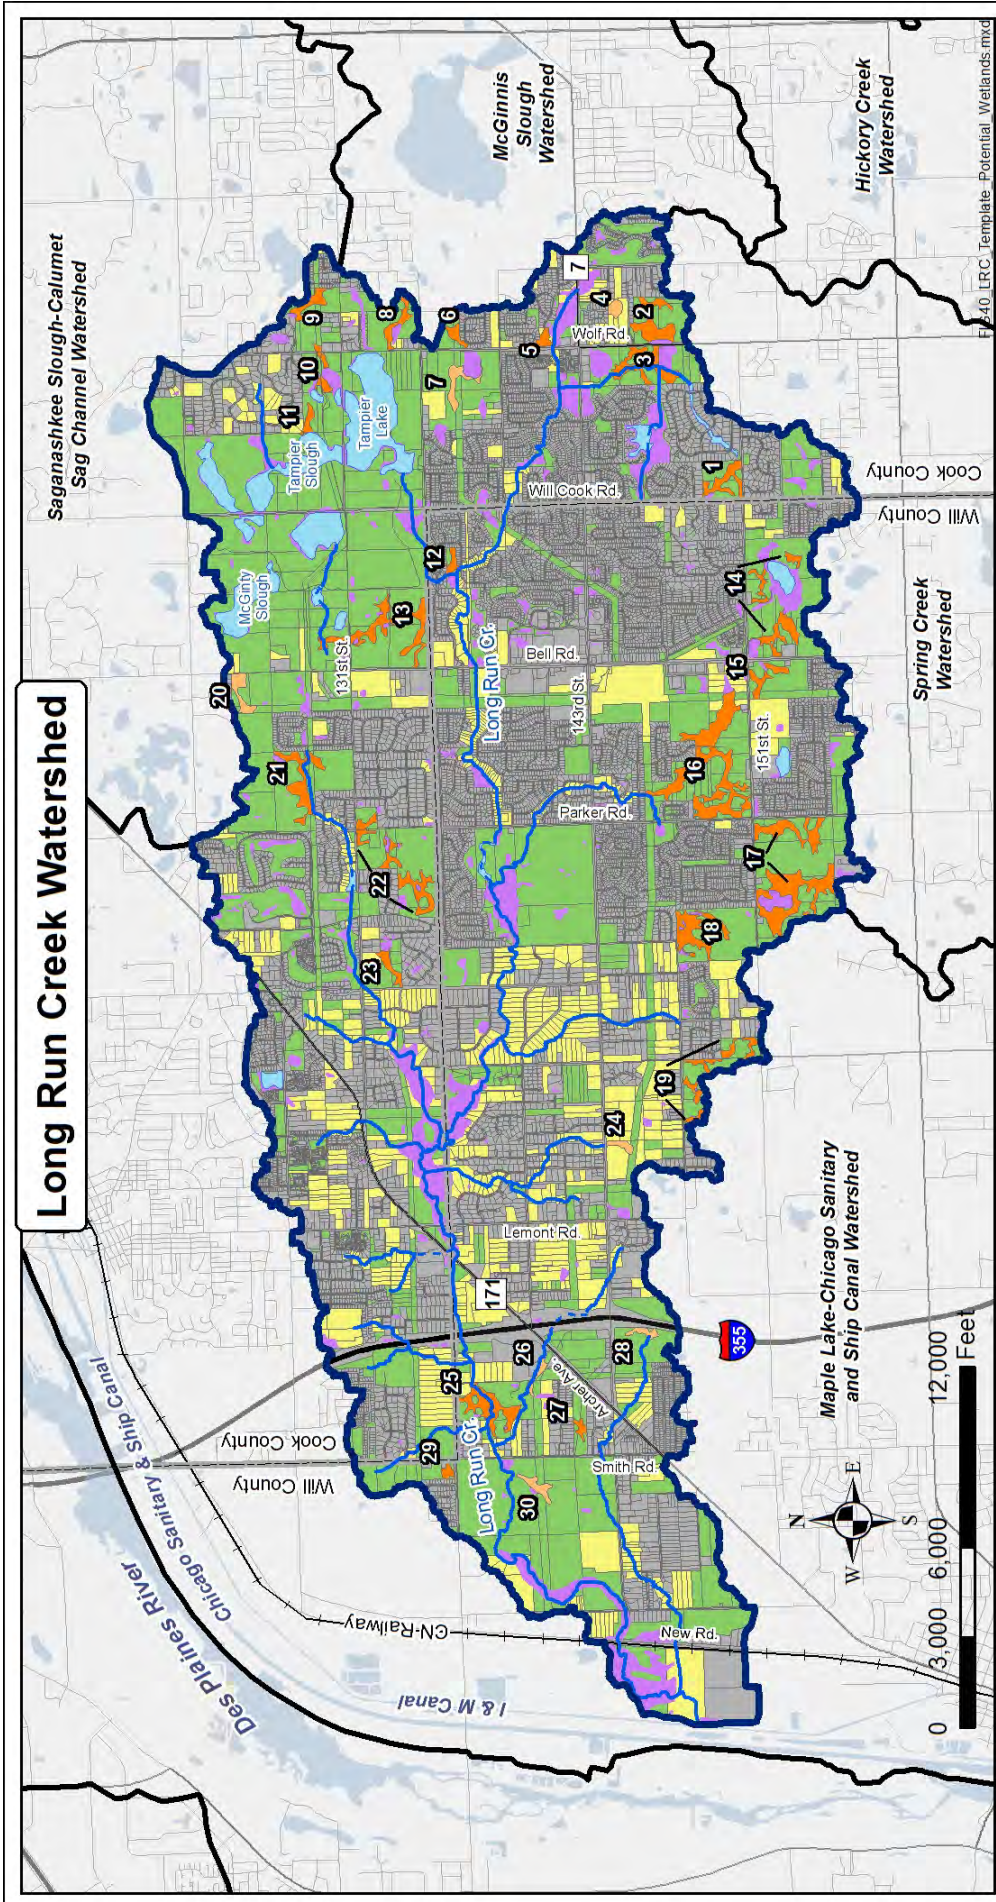 Long Run Creek Watershed
Saganashkee Slough-Calumet
Sag Channel Watershed
McGinnis
Slough
Watershed
Hickory Creek
Watershed
Spring Creek
Watershed
Maple Lake-Chicago Sanitary
and Ship Canal Watershed
Des Plaines River
Chicago Sanitary & Ship Canal
I & M Canal
CN-Railway
Cook County
Will County
Cook County
Will County
McGinty
Slough
Tampier
Slough
Tampier
Lake
Long Run Cr.
Long Run Cr.
131st St.
143rd St.
151st St.
Wolf Rd.
Will Cook Rd.
Bell Rd.
Parker Rd.
Lemont Rd.
Archer Ave.
Smith Rd.
New Rd.
7
171
355
1
2
3
4
5
6
7
8
9
10
11
12
13
14
15
16
17
18
19
20
21
22
23
24
25
26
27
28
29
30
N
W
E
S
0
3,000
6,000
12,000
Feet
LRC_Template_Potential_Wetlands.mxd